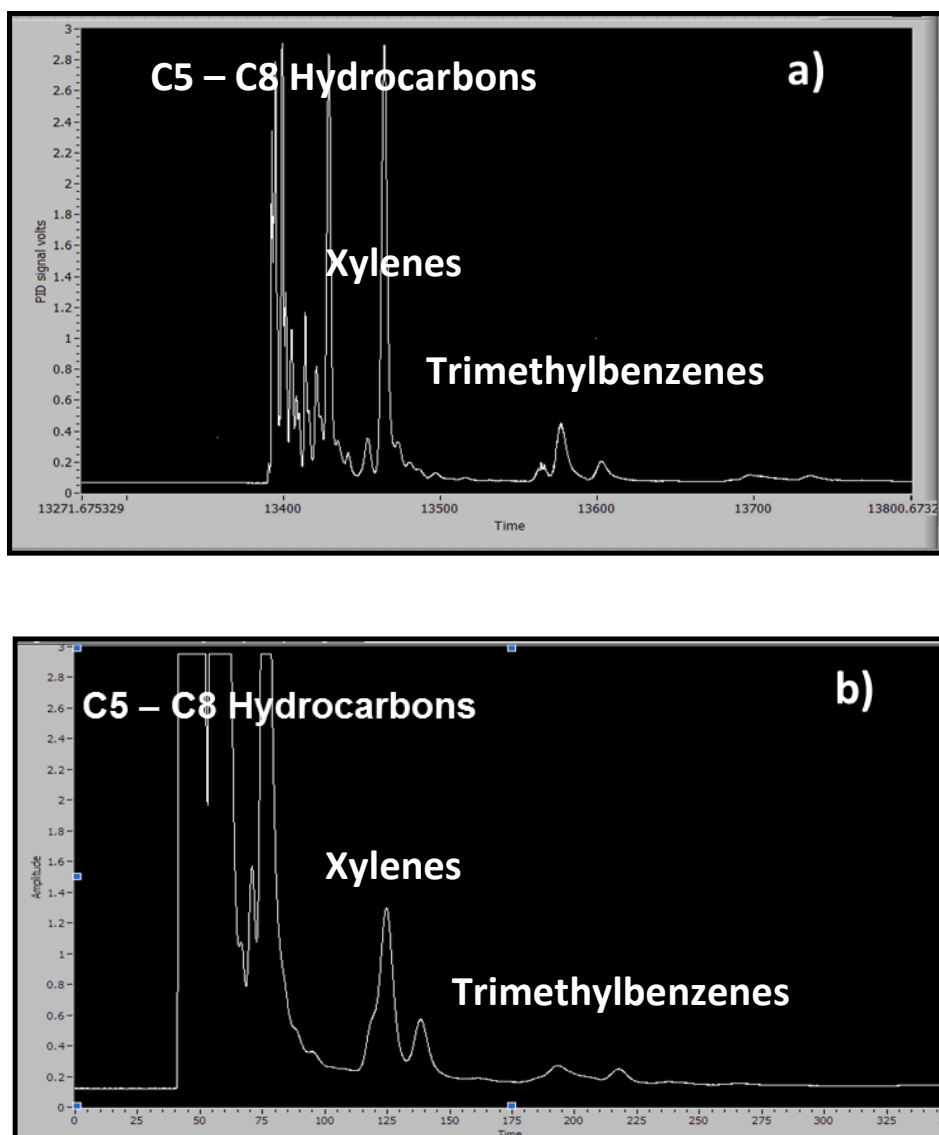 3
2.8
2.6
2.4
2.2
2
1.8
1.6
1.4
1.2
1
0.8
0.6
0.4
0.2
0
PID signal volts
C5 – C8 Hydrocarbons
a)
Xylenes
Trimethylbenzenes
13271.675329 13400 13500 13600 13700 13800.6732
Time
3
2.8
2.6
2.4
2.2
2
1.8
1.6
1.4
1.2
1
0.8
0.6
0.4
0.2
0
Amplitude
C5 – C8 Hydrocarbons
b)
Xylenes
Trimethylbenzenes
0 25 50 75 100 125 150 175 200 225 250 275 300 325
Time